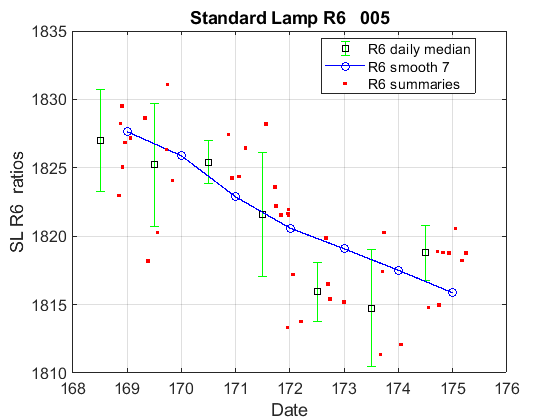 Standard Lamp R6 005
R6 daily median
R6 smooth 7
R6 summaries
SL R6 ratios
1835
1830
1825
1820
1815
1810
168 169 170 171 172 173 174 175 176
Date